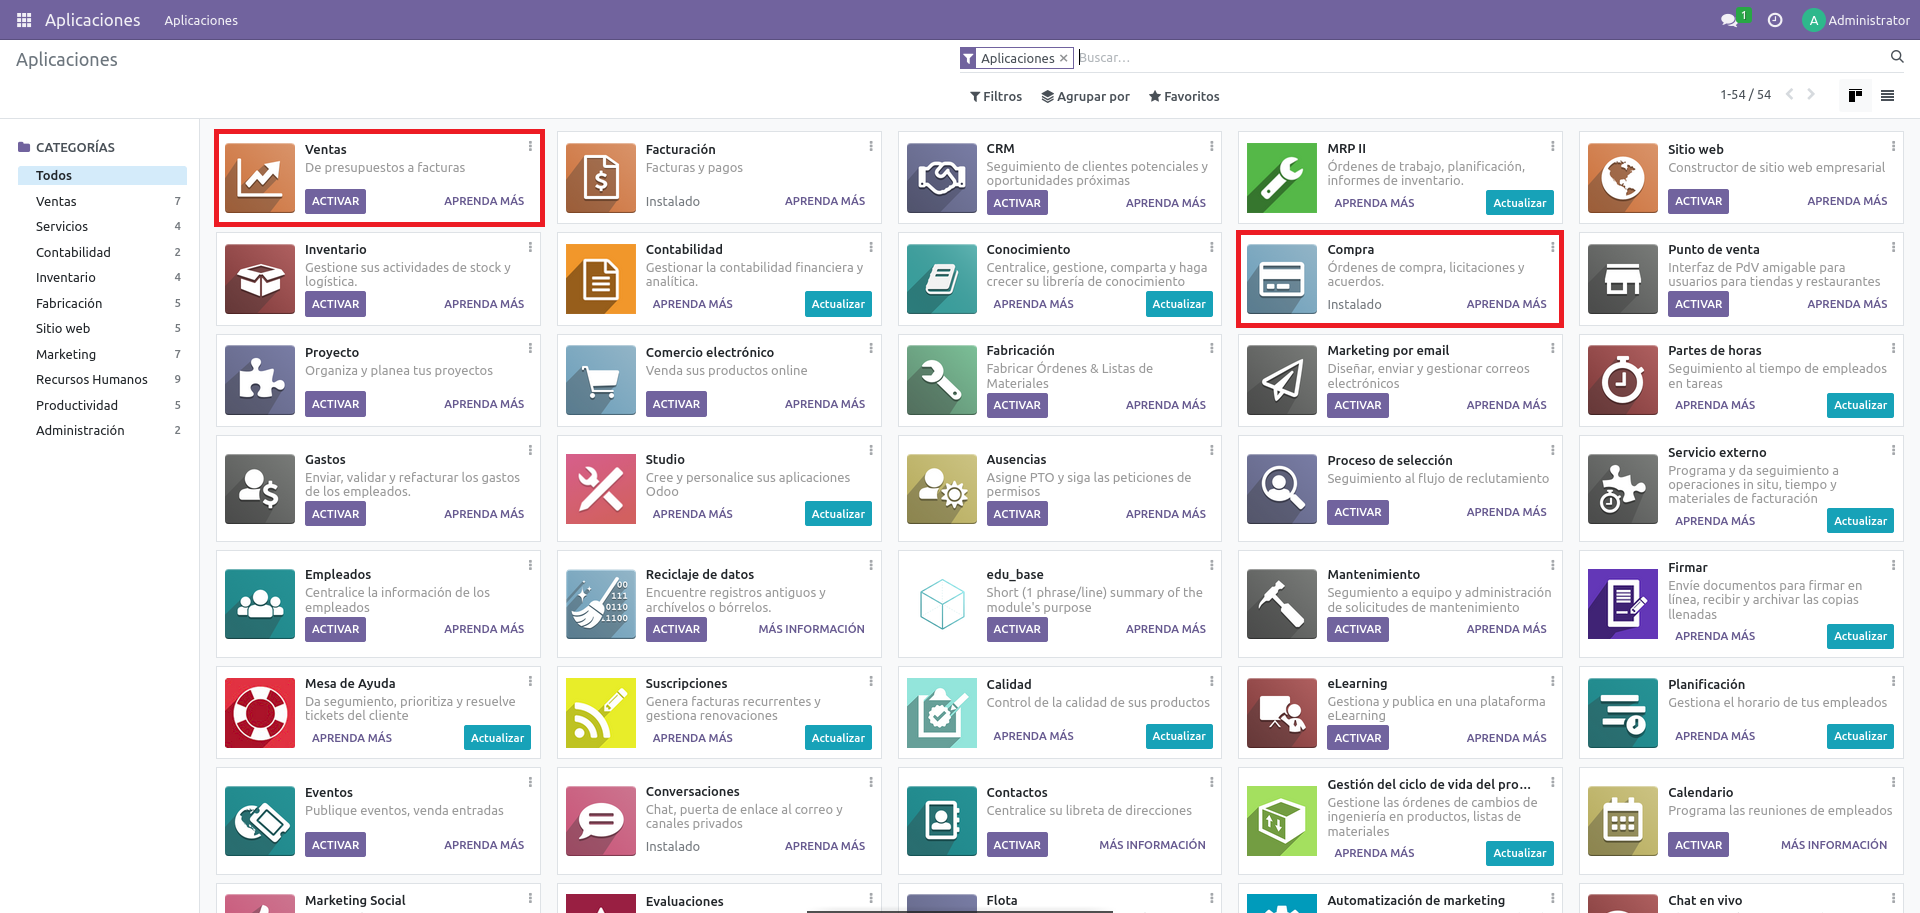 Aplicaciones
Aplicaciones
1
A
Administrator
Aplicaciones
Aplicaciones ×
Buscar...
Filtros
Agrupar por
Favoritos
1-54 / 54
CATEGORÍAS
Todos
Ventas 7
Servicios 4
Contabilidad 2
Inventario 4
Fabricación 5
Sitio web 5
Marketing 7
Recursos Humanos 9
Productividad 5
Administración 2
Ventas
De presupuestos a facturas
ACTIVAR
APRENDA MÁS
Facturación
Facturas y pagos
Instalado
APRENDA MÁS
CRM
Seguimiento de clientes potenciales y
oportunidades próximas
ACTIVAR
APRENDA MÁS
MRP II
Órdenes de trabajo, planificación,
informes de inventario.
APRENDA MÁS
Actualizar
Sitio web
Constructor de sitio web empresarial
ACTIVAR
APRENDA MÁS
Inventario
Gestione sus actividades de stock y
logística.
ACTIVAR
APRENDA MÁS
Contabilidad
Gestionar la contabilidad financiera y
analítica.
APRENDA MÁS
Actualizar
Conocimiento
Centralice, gestione, comparta y haga
crecer su librería de conocimiento
APRENDA MÁS
Actualizar
Compra
Órdenes de compra, licitaciones y
acuerdos.
Instalado
APRENDA MÁS
Punto de venta
Interfaz de PdV amigable para
usuarios para tiendas y restaurantes
ACTIVAR
APRENDA MÁS
Proyecto
Organiza y planea tus proyectos
ACTIVAR
APRENDA MÁS
Comercio electrónico
Venda sus productos online
ACTIVAR
APRENDA MÁS
Fabricación
Fabricar Órdenes & Listas de
Materiales
ACTIVAR
APRENDA MÁS
Marketing por email
Diseñar, enviar y gestionar correos
electrónicos
ACTIVAR
APRENDA MÁS
Partes de horas
Seguimiento al tiempo de empleados
en tareas
APRENDA MÁS
Actualizar
Gastos
Enviar, validar y refacturar los gastos
de los empleados.
ACTIVAR
APRENDA MÁS
Studio
Cree y personalice sus aplicaciones
Odoo
APRENDA MÁS
Actualizar
Ausencias
Asigne PTO y siga las peticiones de
permisos
ACTIVAR
APRENDA MÁS
Proceso de selección
Seguimiento al flujo de reclutamiento
ACTIVAR
APRENDA MÁS
Servicio externo
Programa y da seguimiento a
operaciones in situ, tiempo y
materiales de facturación
APRENDA MÁS
Actualizar
Empleados
Centralice la información de los
empleados
ACTIVAR
APRENDA MÁS
Reciclaje de datos
Encuentre registros antiguos y
archívelos o bórrelos.
ACTIVAR
MÁS INFORMACIÓN
edu_base
Short (1 phrase/line) summary of the
module's purpose
ACTIVAR
APRENDA MÁS
Mantenimiento
Segumiento a equipo y administración
de solicitudes de mantenimiento
ACTIVAR
APRENDA MÁS
Firmar
Envíe documentos para firmar en
línea, recibir y archivar las copias
llenadas
APRENDA MÁS
Actualizar
Mesa de Ayuda
Da segumiento, prioritiza y resuelve
tickets del cliente
APRENDA MÁS
Actualizar
Suscripciones
Genera facturas recurrentes y
gestiona renovaciones
APRENDA MÁS
Actualizar
Calidad
Control de la calidad de sus productos
APRENDA MÁS
Actualizar
eLearning
Gestiona y publica en una plataforma
eLearning
ACTIVAR
APRENDA MÁS
Planificación
Gestiona el horario de tus empleados
APRENDA MÁS
Actualizar
Eventos
Publique eventos, venda entradas
ACTIVAR
APRENDA MÁS
Conversaciones
Chat, puerta de enlace al correo y
canales privados
Instalado
APRENDA MÁS
Contactos
Centralice su libreta de direcciones
ACTIVAR
MÁS INFORMACIÓN
Gestión del ciclo de vida del pro...
Gestione las órdenes de cambios de
ingeniería en productos, listas de
materiales
APRENDA MÁS
Actualizar
Calendario
Programa las reuniones de empleados
ACTIVAR
MÁS INFORMACIÓN
Marketing Social
Evaluaciones
Flota
Automatización de marketing
Chat en vivo